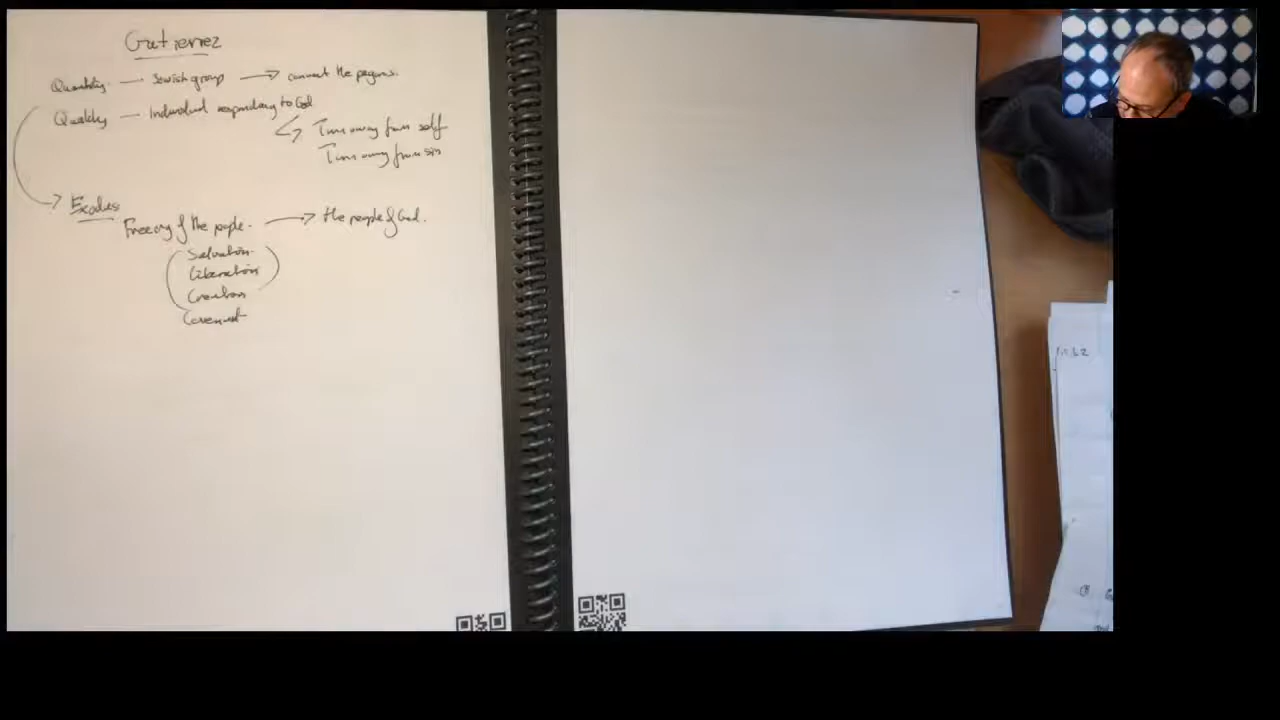 Gutierrez
Quantity — Jewish group → convert the pagans.
Quality — Individual responding to God
Turn away from self
Turn away from sin
Exodus
Freeing of the people. → the people of God.
Salvation
Liberation
Creation
Covenant